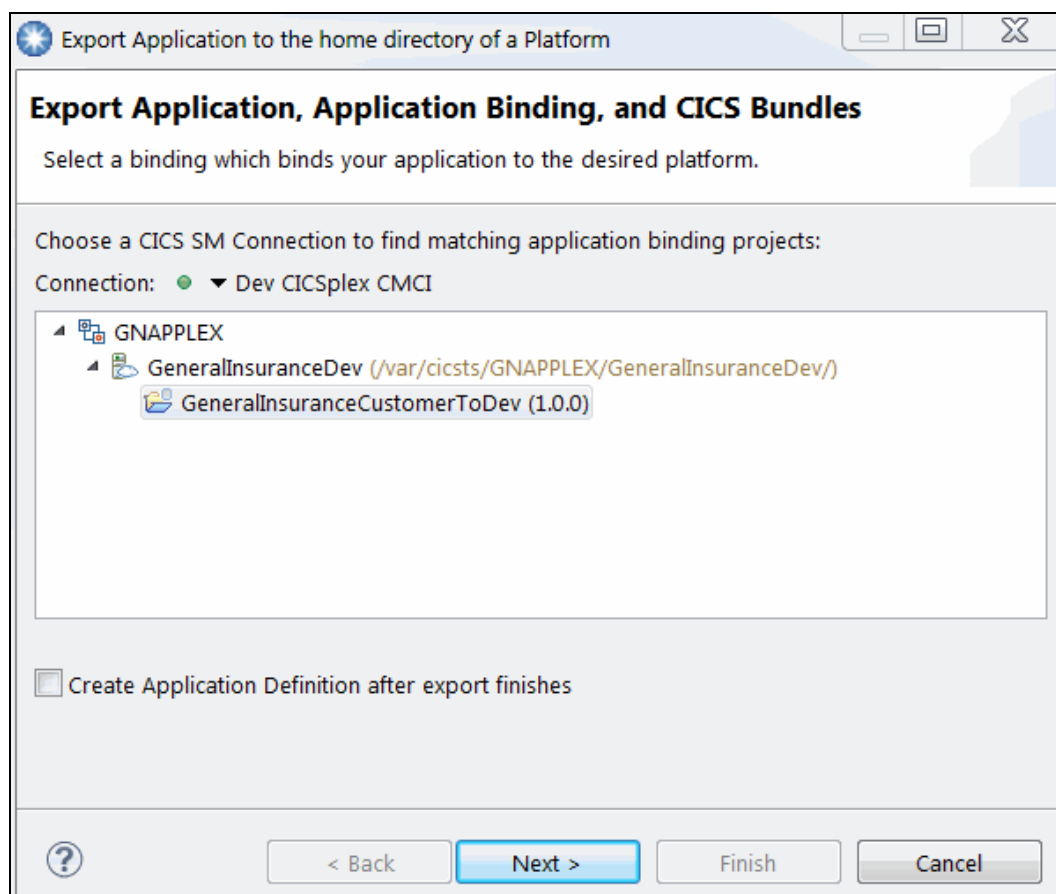 Export Application to the home directory of a Platform
Export Application, Application Binding, and CICS Bundles
Select a binding which binds your application to the desired platform.
Choose a CICS SM Connection to find matching application binding projects:
Connection: Dev CICSplex CMCI
GNAPPLEX
GeneralInsuranceDev (/var/cicsts/GNAPPLEX/GeneralInsuranceDev/)
GeneralInsuranceCustomerToDev (1.0.0)
Create Application Definition after export finishes
? < Back Next > Finish Cancel